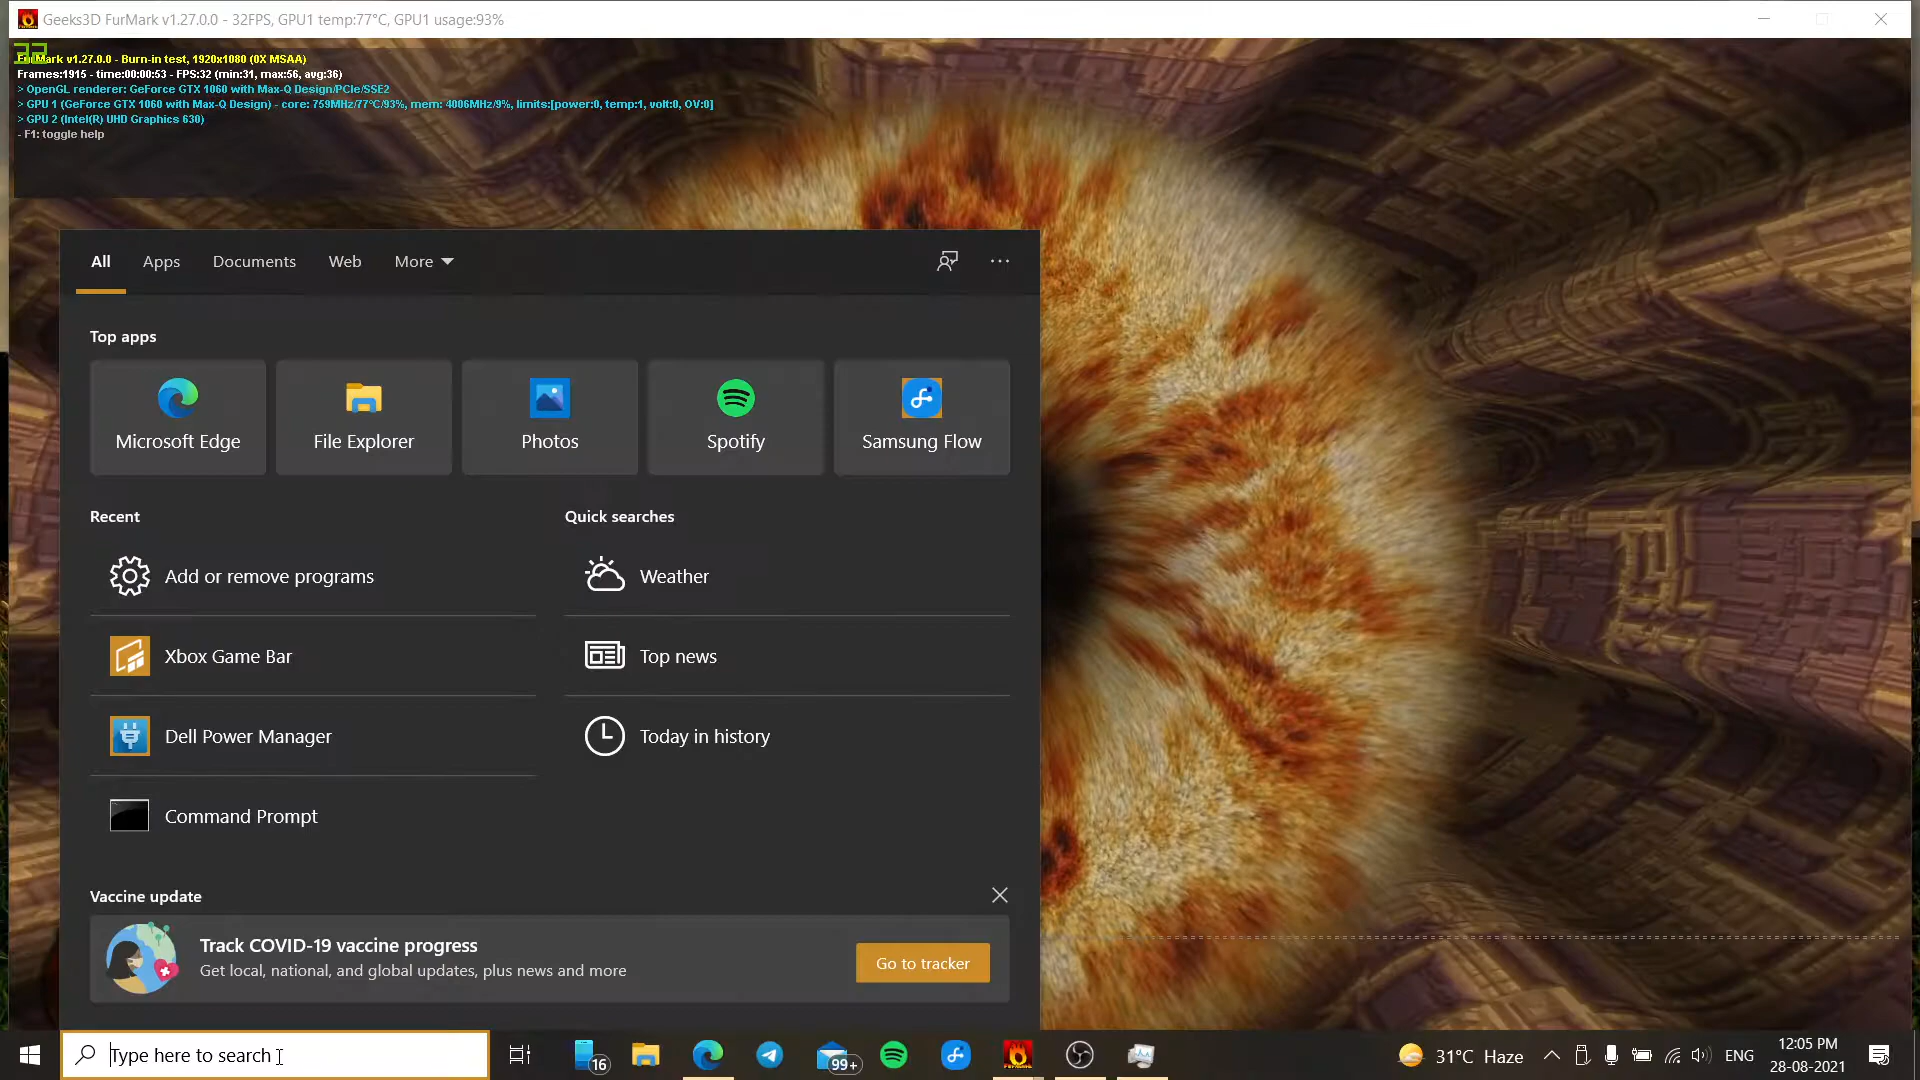 Geeks3D FurMark v1.27.0.0 - 32FPS, GPU1 temp:77°C, GPU1 usage:93%
32
FurMark v1.27.0.0 - Burn-in test, 1920x1080 (0X MSAA)
Frames:1915 - time:00:00:53 - FPS:32 (min:31, max:56, avg:36)
> OpenGL renderer: GeForce GTX 1060 with Max-Q Design/PCIe/SSE2
> GPU 1 (GeForce GTX 1060 with Max-Q Design) - core: 759MHz/77°C/93%, mem: 4006MHz/9%, limits:[power:0, temp:1, volt:0, OV:0]
> GPU 2 (Intel(R) UHD Graphics 630)
- F1: toggle help
All Apps Documents Web More
Top apps
Microsoft Edge File Explorer Photos Spotify Samsung Flow
Recent
Add or remove programs
Xbox Game Bar
Dell Power Manager
Command Prompt
Quick searches
Weather
Top news
Today in history
Vaccine update
Track COVID-19 vaccine progress
Get local, national, and global updates, plus news and more
Go to tracker
Type here to search
16
99+
31°C Haze
ENG
12:05 PM
28-08-2021